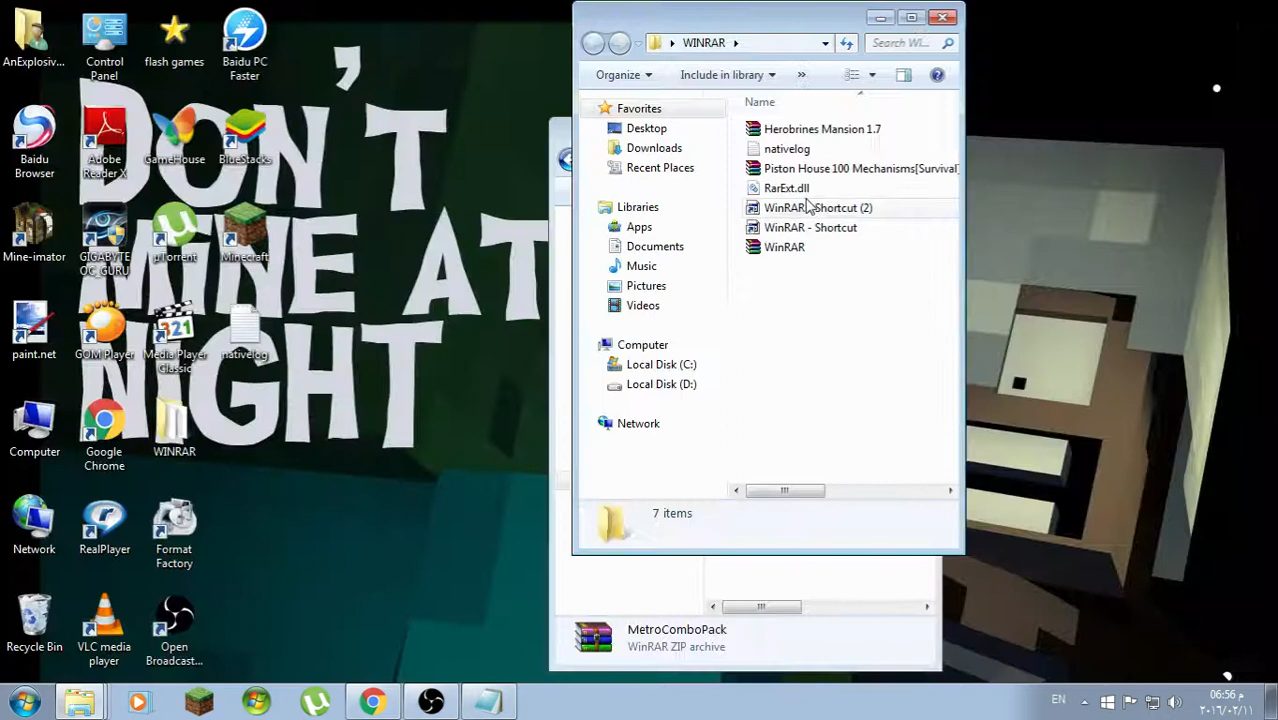 DON'T
MINE AT
NIGHT
AnExplosiv...
Control
Panel
flash games
Baidu PC
Faster
Baidu
Browser
Adobe
Reader X
GameHouse
BlueStacks
Mine-imator
GIGABYTE
OC_GURU
µTorrent
Minecraft
paint.net
GOM Player
Media Player
Classic
nativelog
Computer
Google
Chrome
WINRAR
Network
RealPlayer
Format
Factory
Recycle Bin
VLC media
player
Open
Broadcast...
WINRAR
Search Wi...
Organize
Include in library
»
Favorites
Desktop
Downloads
Recent Places
Libraries
Apps
Documents
Music
Pictures
Videos
Computer
Local Disk (C:)
Local Disk (D:)
Network
Name
Herobrines Mansion 1.7
nativelog
Piston House 100 Mechanisms[Survival]
RarExt.dll
WinRAR - Shortcut (2)
WinRAR - Shortcut
WinRAR
7 items
MetroComboPack
WinRAR ZIP archive
EN
06:56 م
٢٠١٦/٠٢/١١